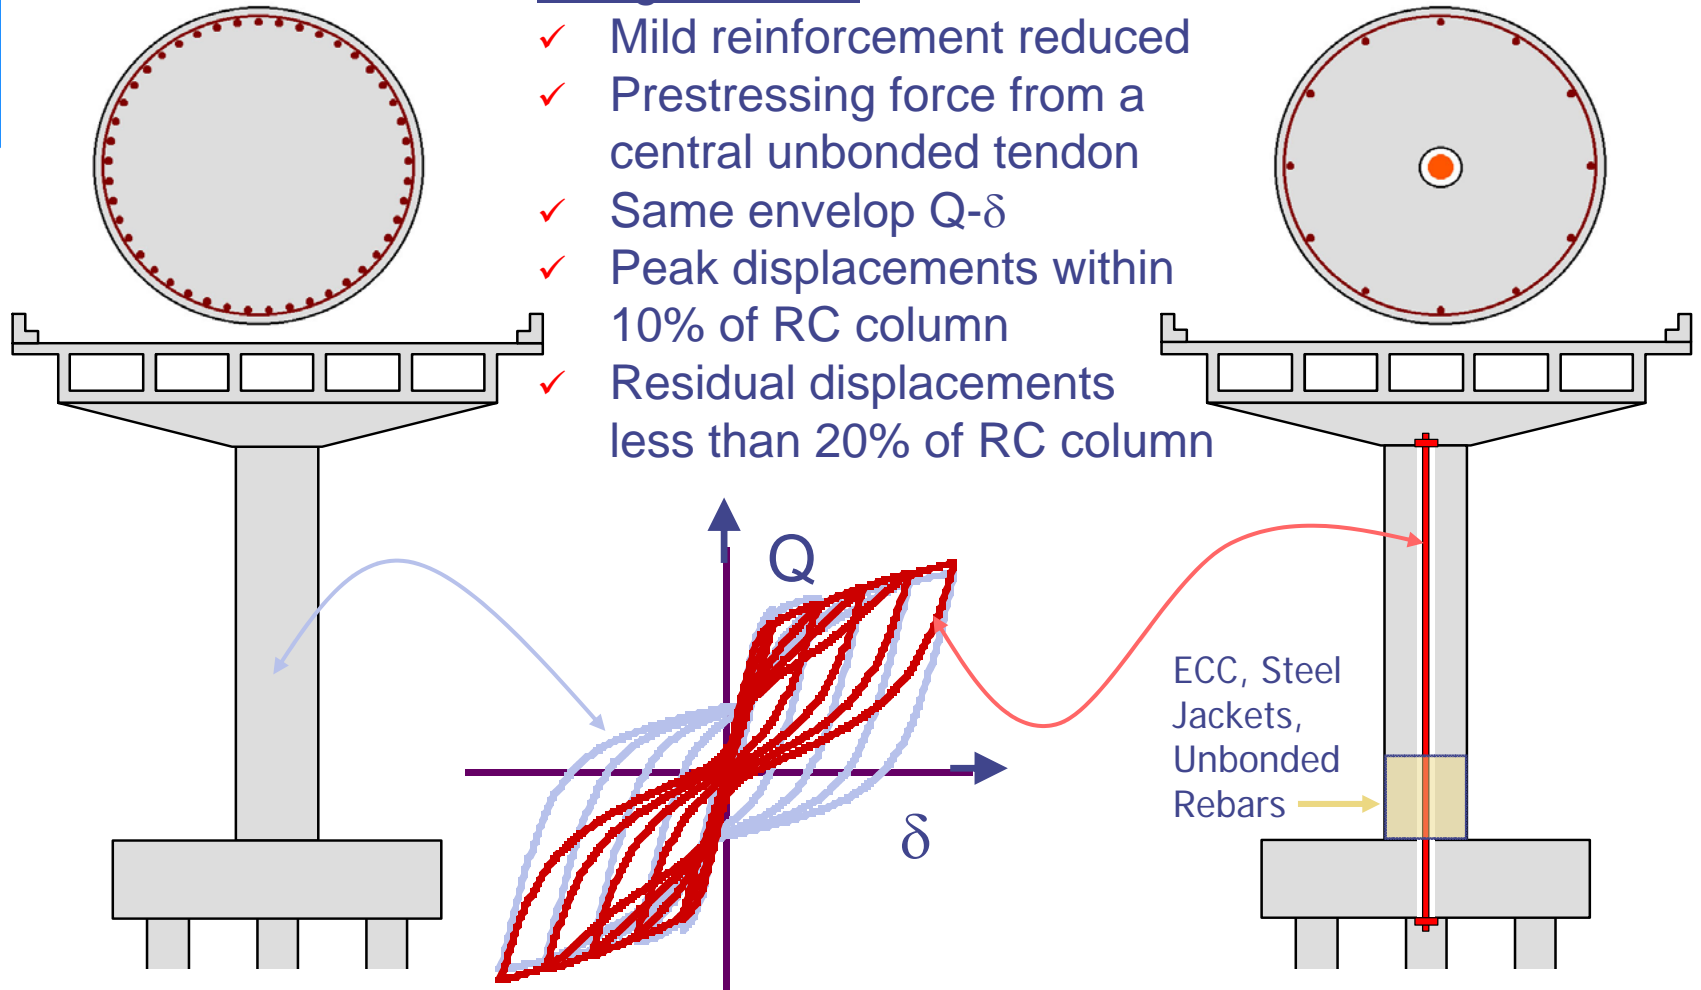 Mild reinforcement reduced
Prestressing force from a
central unbonded tendon
Same envelop Q-δ
Peak displacements within
10% of RC column
Residual displacements
less than 20% of RC column
Q
δ
ECC, Steel
Jackets,
Unbonded
Rebars